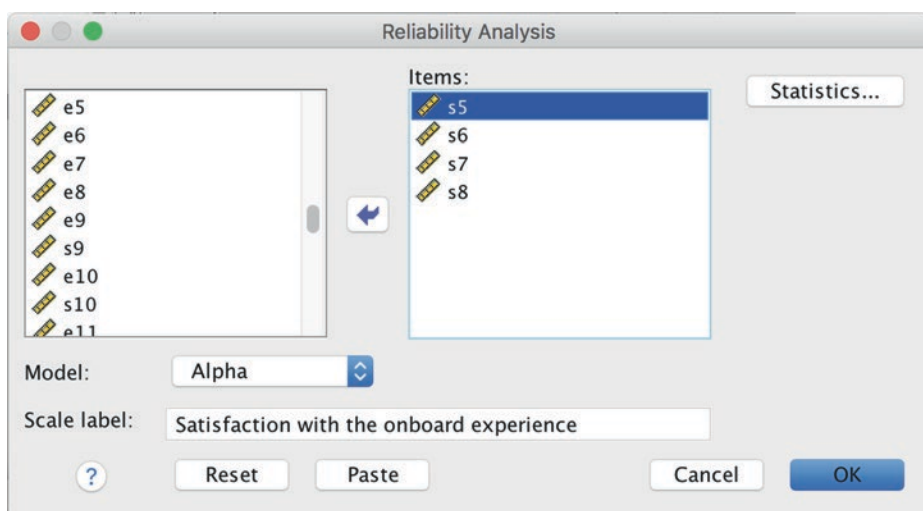 Reliability Analysis
Items:
Statistics...
e5
e6
e7
e8
e9
s9
e10
s10
e11
s5
s6
s7
s8
Model:
Alpha
Scale label:
Satisfaction with the onboard experience
?
Reset
Paste
Cancel
OK